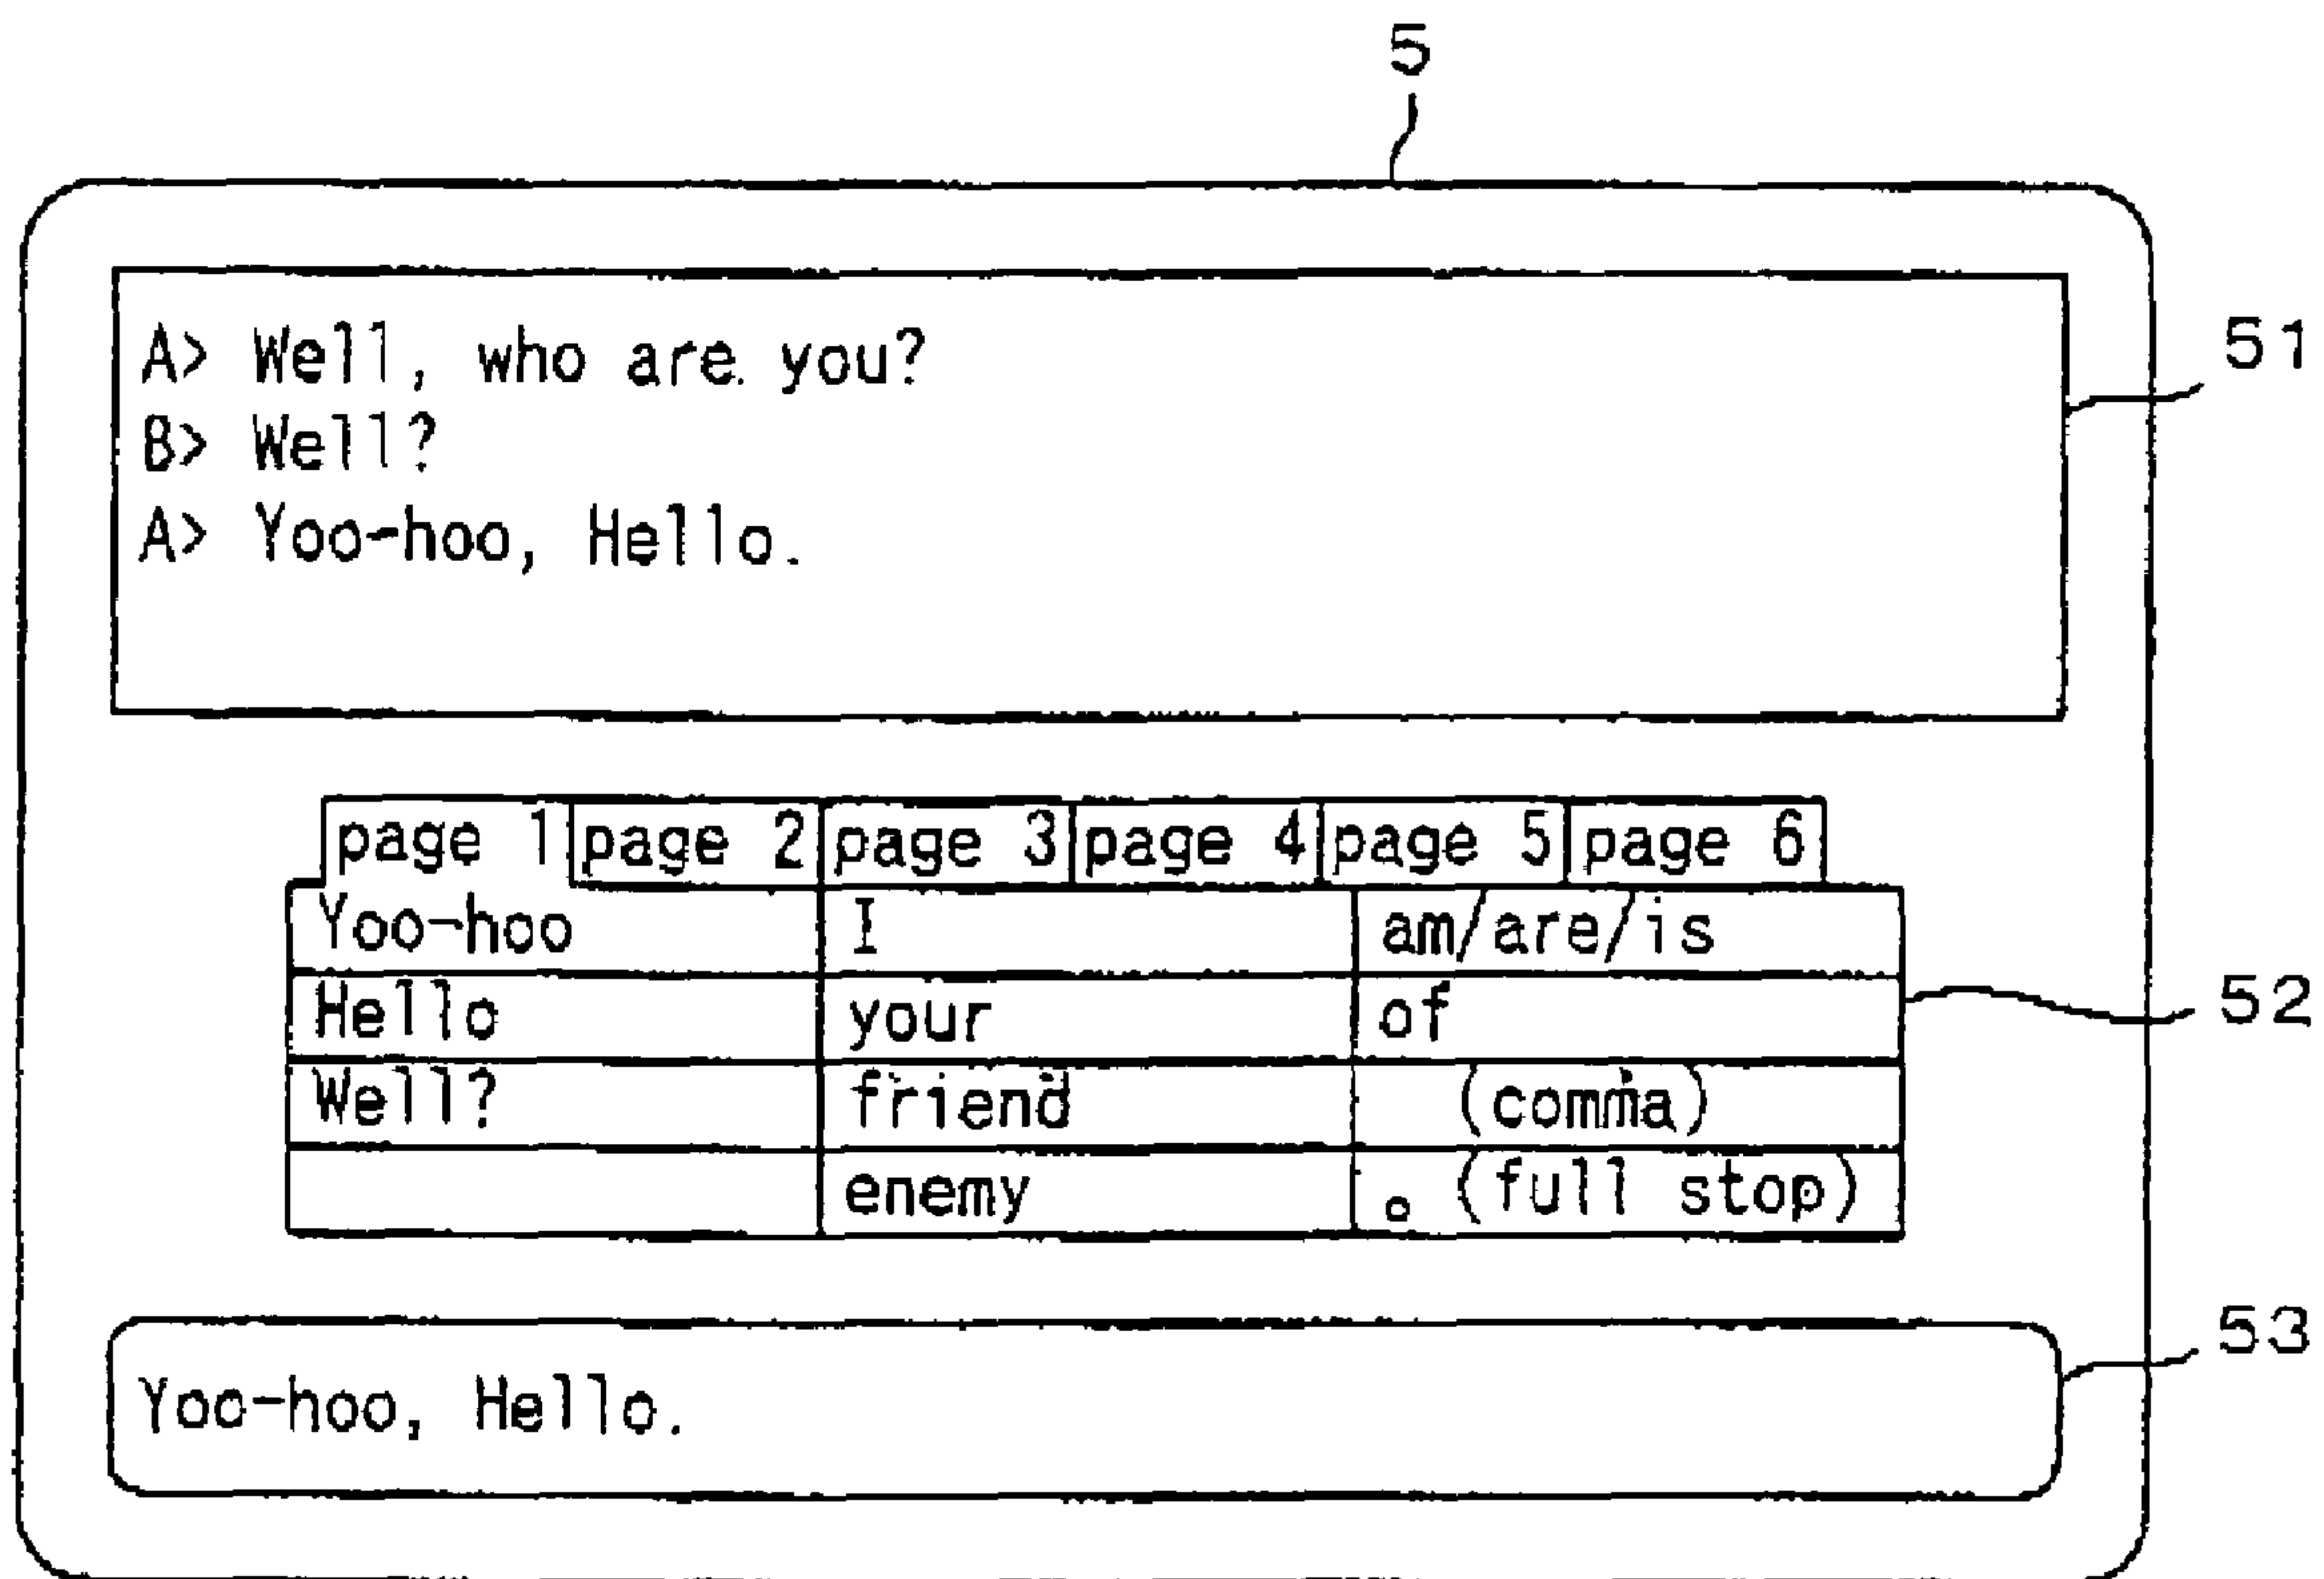 5
A> Well, who are you?
B> Well?
A> Yoo-hoo, Hello.
51
page 1 page 2 page 3 page 4 page 5 page 6
Yoo-hoo I am/are/is
Hello your of
52
Well? friend (comma)
enemy 。(full stop)
53
Yoo-hoo, Hello.